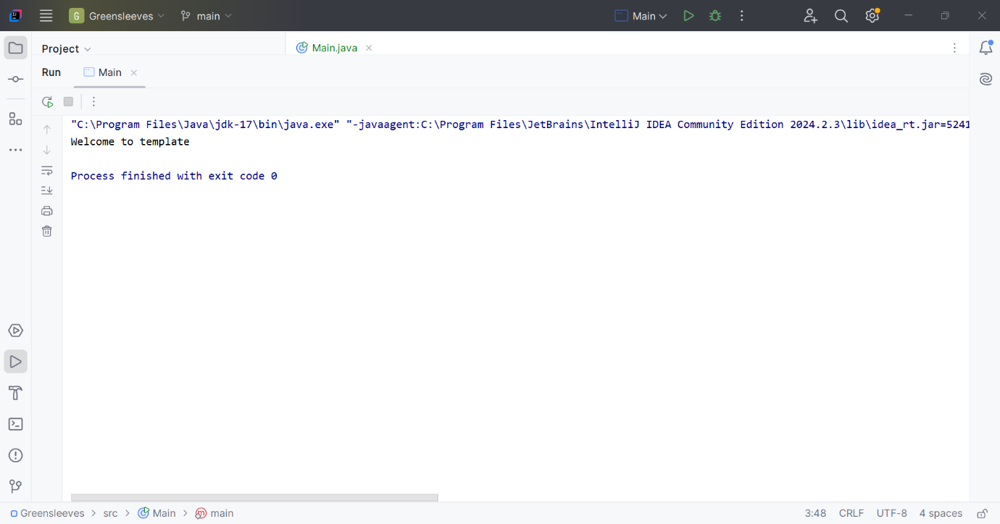 G Greensleeves main Main
Project Main.java
Run Main
"C:\Program Files\Java\jdk-17\bin\java.exe" "-javaagent:C:\Program Files\JetBrains\IntelliJ IDEA Community Edition 2024.2.3\lib\idea_rt.jar=5241
Welcome to template
Process finished with exit code 0
Greensleeves > src > Main > main 3:48 CRLF UTF-8 4 spaces